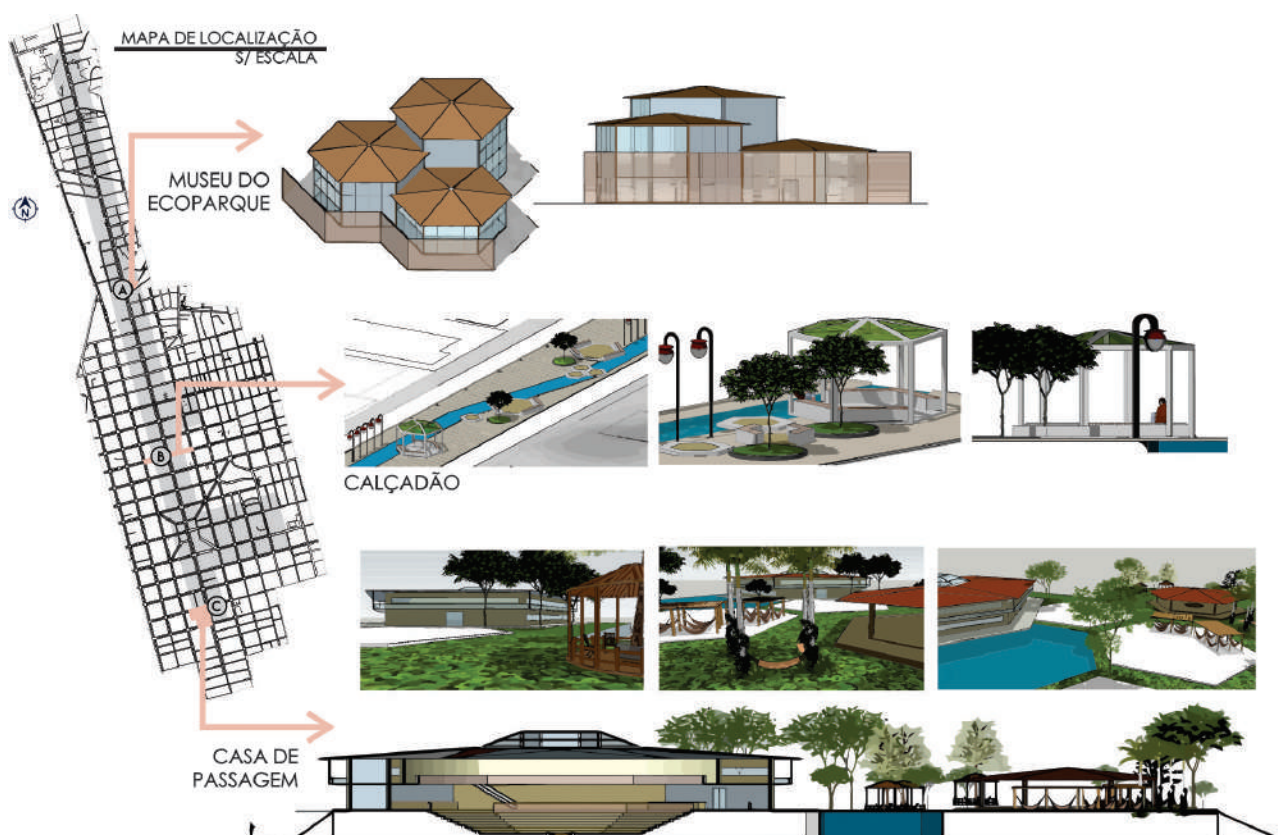 MAPA DE LOCALIZAÇÃO
S/ ESCALA
MUSEU DO
ECOPARQUE
N
A
B
CALÇADÃO
C
CASA DE
PASSAGEM